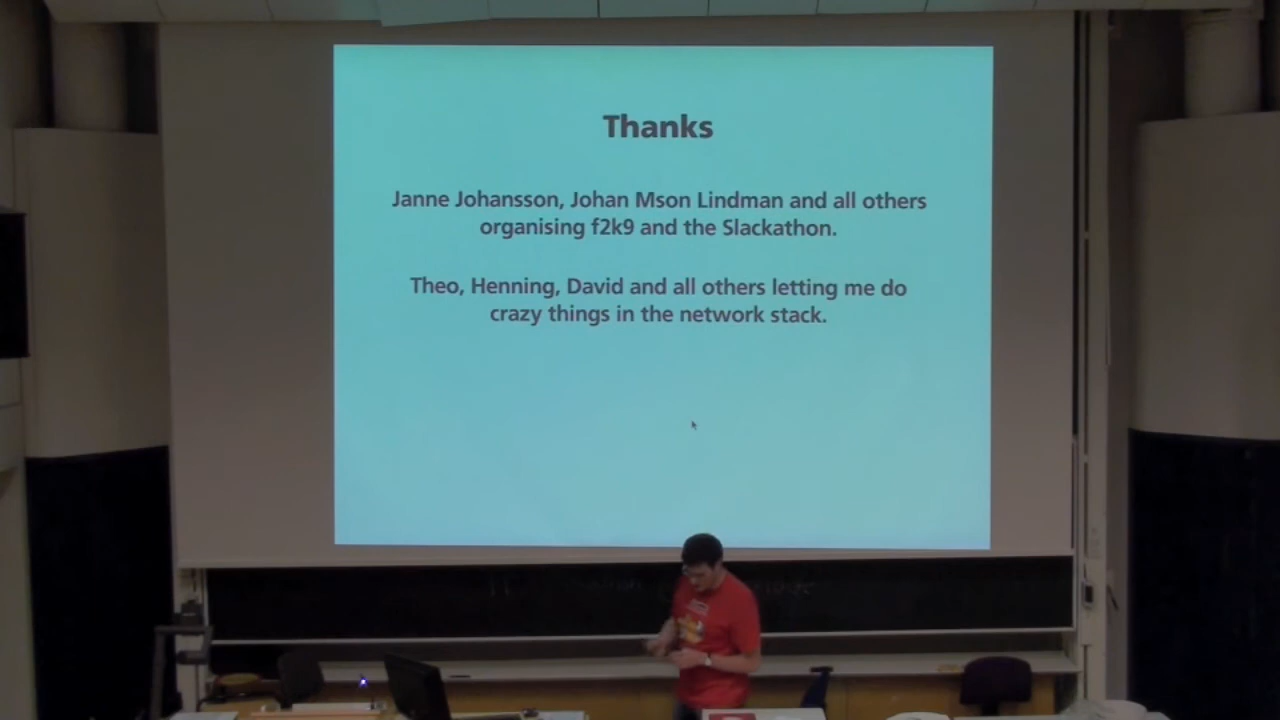 Thanks
Janne Johansson, Johan Mson Lindman and all others
organising f2k9 and the Slackathon.
Theo, Henning, David and all others letting me do
crazy things in the network stack.